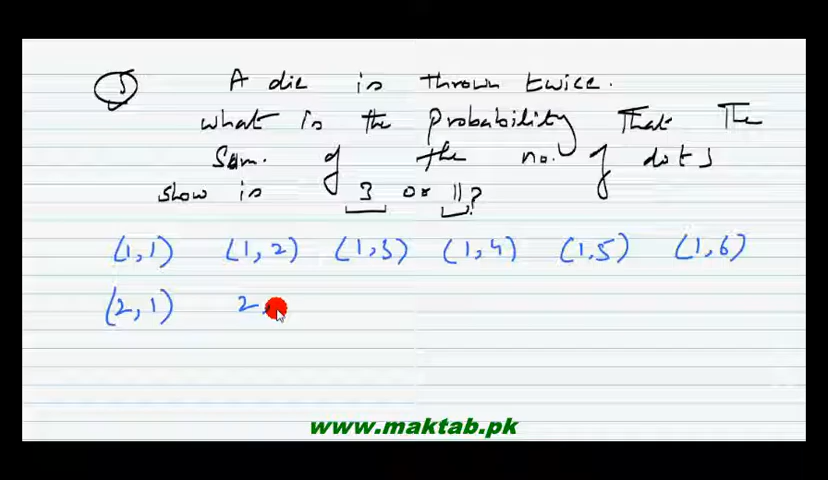 Q A die is thrown twice.
what is the Probability That The
Sum. of the no. of dots
show is 3 or 11?
(1,1) (1,2) (1,3) (1,4) (1,5) (1,6)
(2,1) 2,
www.maktab.pk